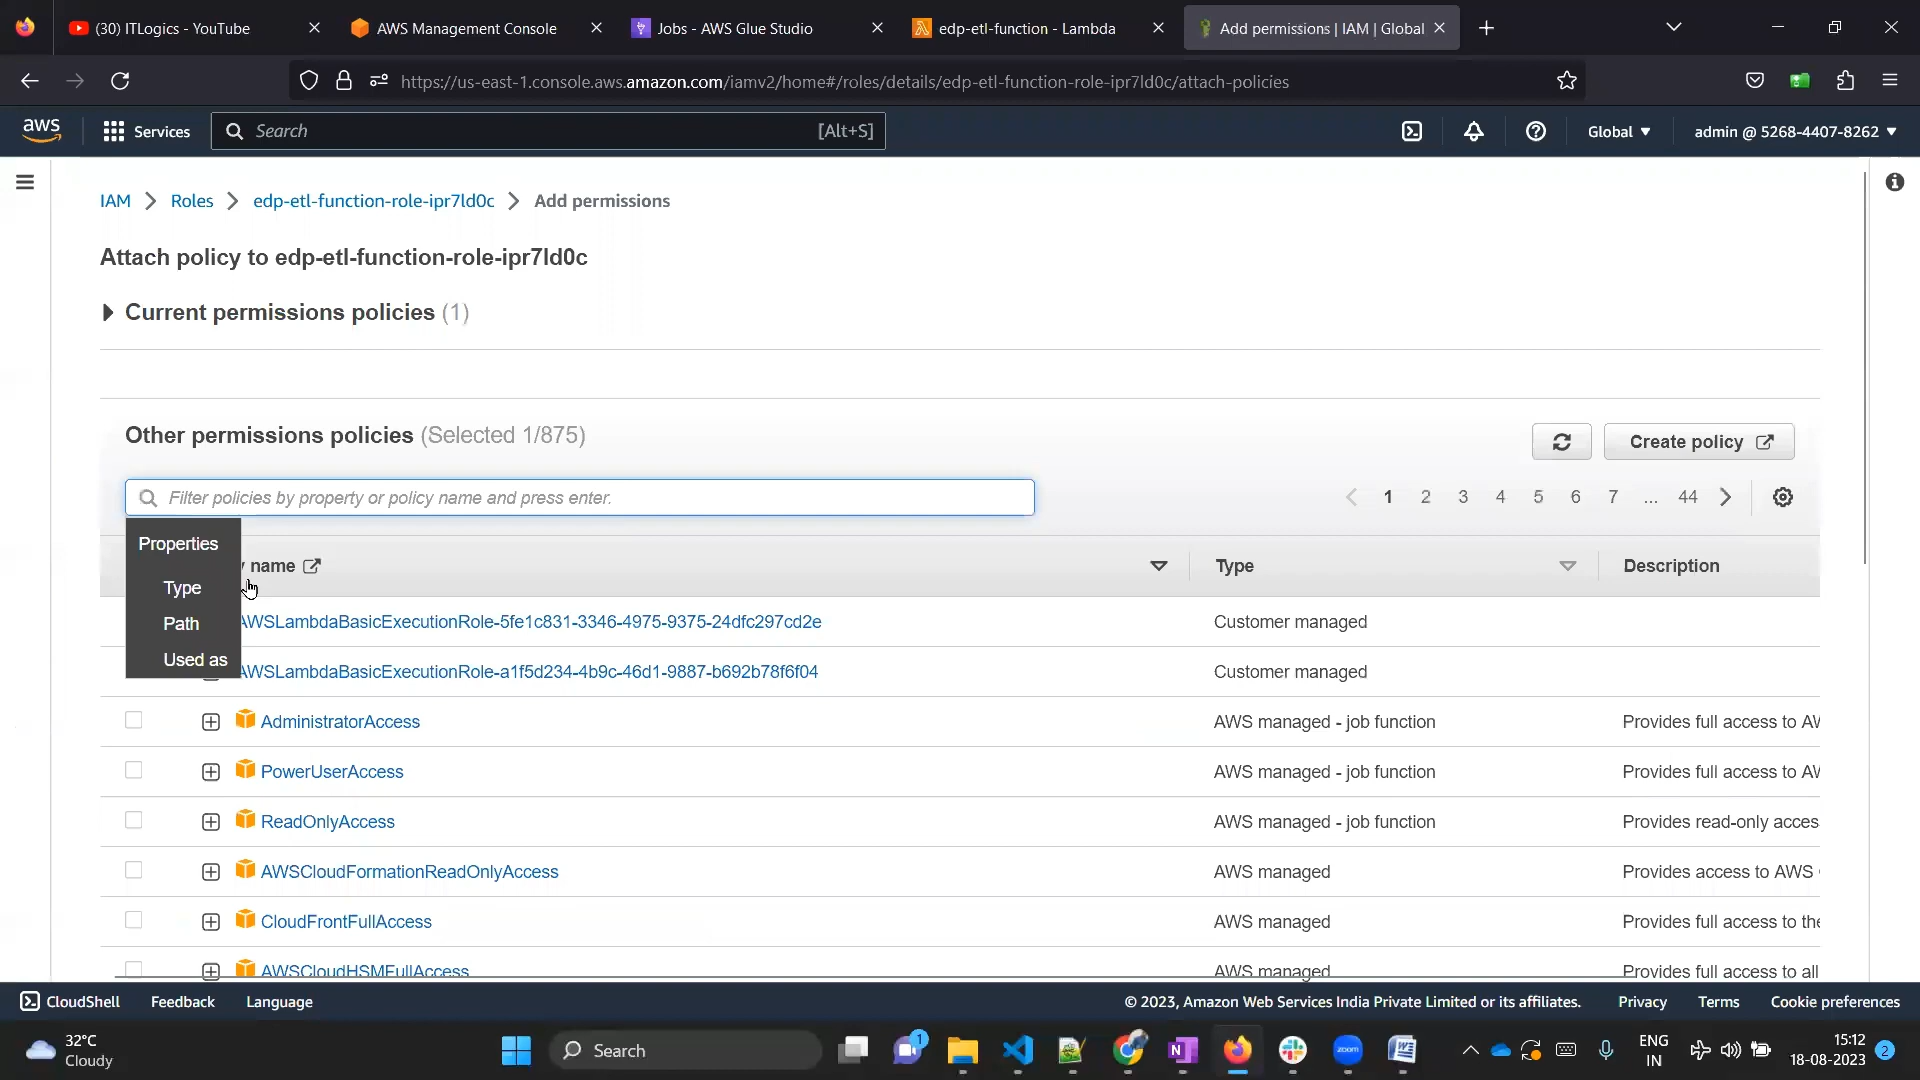 (30) ITLogics - YouTube
AWS Management Console
Jobs - AWS Glue Studio
edp-etl-function - Lambda
Add permissions | IAM | Global
https://us-east-1.console.aws.amazon.com/iamv2/home#/roles/details/edp-etl-function-role-ipr7ld0c/attach-policies
aws
Services
Search
[Alt+S]
Global
admin @ 5268-4407-8262
IAM
Roles
edp-etl-function-role-ipr7ld0c
Add permissions
Attach policy to edp-etl-function-role-ipr7ld0c
Current permissions policies (1)
Other permissions policies (Selected 1/875)
Create policy
Filter policies by property or policy name and press enter.
1 2 3 4 5 6 7 ... 44
Properties
Type
Path
Used as
name
Type
Description
AWSLambdaBasicExecutionRole-5fe1c831-3346-4975-9375-24dfc297cd2e
Customer managed
AWSLambdaBasicExecutionRole-a1f5d234-4b9c-46d1-9887-b692b78f6f04
Customer managed
AdministratorAccess
AWS managed - job function
Provides full access to AW
PowerUserAccess
AWS managed - job function
Provides full access to AW
ReadOnlyAccess
AWS managed - job function
Provides read-only acces
AWSCloudFormationReadOnlyAccess
AWS managed
Provides access to AWS
CloudFrontFullAccess
AWS managed
Provides full access to the
AWSCloudHSMFullAccess
AWS managed
Provides full access to all
CloudShell
Feedback
Language
© 2023, Amazon Web Services India Private Limited or its affiliates.
Privacy
Terms
Cookie preferences
32°C
Cloudy
Search
1
N
zoom
ENG
IN
15:12
18-08-2023
2